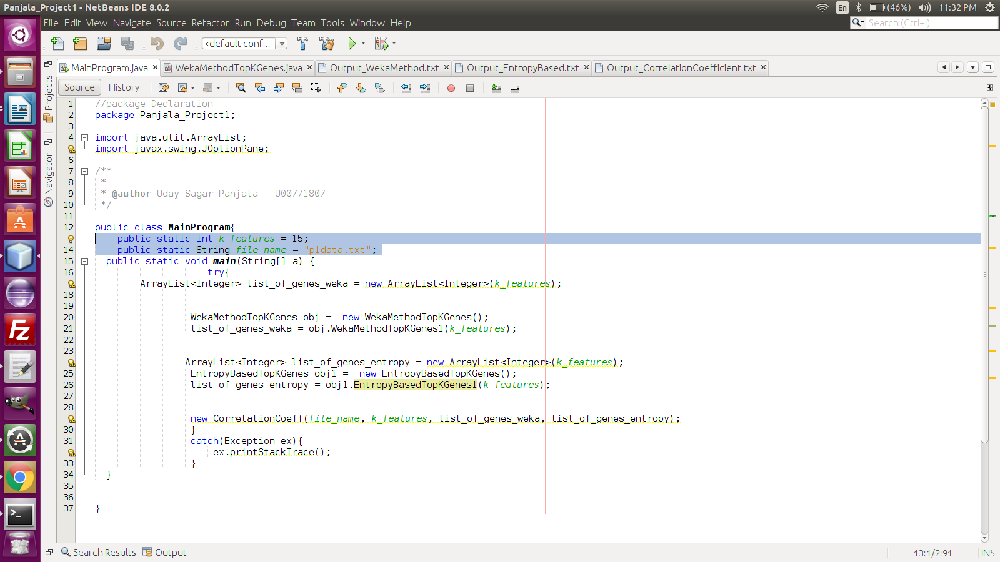 Panjala_Project1 - NetBeans IDE 8.0.2
En (46%) 11:32 PM
File Edit View Navigate Source Refactor Run Debug Team Tools Window Help
Search (Ctrl+I)
<default conf...
MainProgram.java WekaMethodTopKGenes.java Output_WekaMethod.txt Output_EntropyBased.txt Output_CorrelationCoefficient.txt
Source History
Projects
Navigator
1 //package Declaration
2 package Panjala_Project1;
3
4 import java.util.ArrayList;
import javax.swing.JOptionPane;
6
7 /**
8 *
9 * @author Uday Sagar Panjala - U00771807
10 */
11
12 public class MainProgram{
public static int k_features = 15;
14 public static String file_name = "p1data.txt";
15 public static void main(String[] a) {
16 try{
ArrayList<Integer> list_of_genes_weka = new ArrayList<Integer>(k_features);
18
19
20 WekaMethodTopKGenes obj = new WekaMethodTopKGenes();
21 list_of_genes_weka = obj.WekaMethodTopKGenes1(k_features);
22
23
ArrayList<Integer> list_of_genes_entropy = new ArrayList<Integer>(k_features);
25 EntropyBasedTopKGenes obj1 = new EntropyBasedTopKGenes();
26 list_of_genes_entropy = obj1.EntropyBasedTopKGenes1(k_features);
27
28
new CorrelationCoeff(file_name, k_features, list_of_genes_weka, list_of_genes_entropy);
30 }
31 catch(Exception ex){
ex.printStackTrace();
33 }
34 }
35
36
37 }
Search Results Output
13:1/2:91 INS